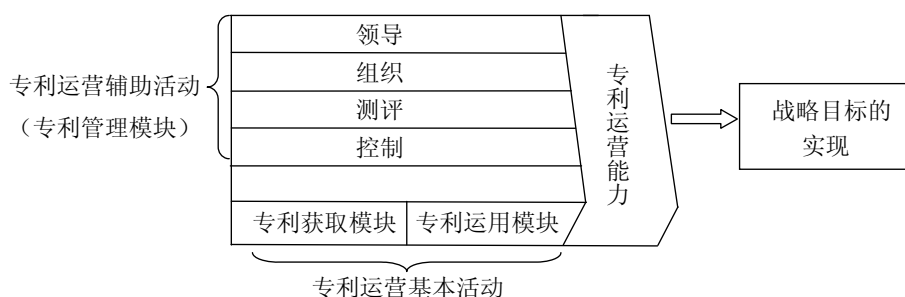 领导
组织
测评
控制
专利运营辅助活动
（专利管理模块）
专利运营能力
战略目标的
实现
专利获取模块
专利运用模块
专利运营基本活动